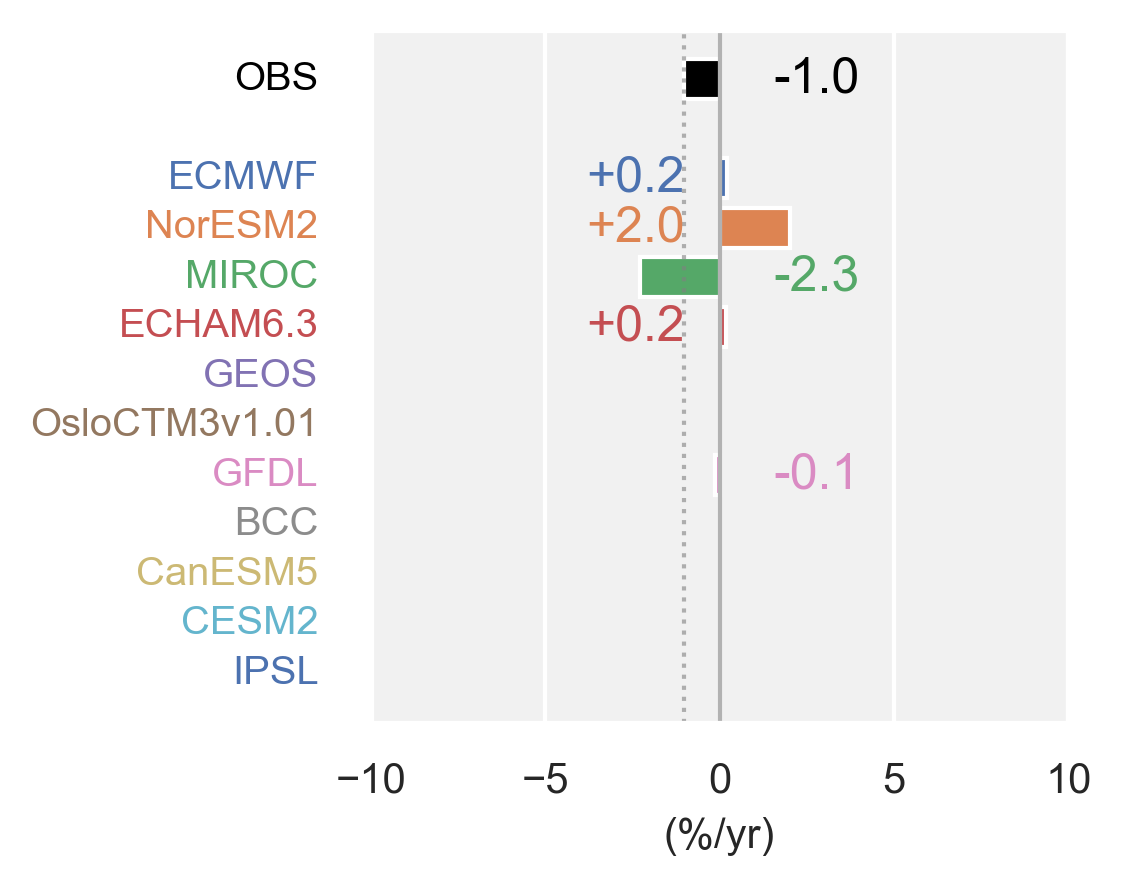 OBS -1.0
ECMWF +0.2
NorESM2 +2.0
MIROC -2.3
ECHAM6.3 +0.2
GEOS
OsloCTM3v1.01
GFDL -0.1
BCC
CanESM5
CESM2
IPSL
−10 −5 0 5 10
(%/yr)